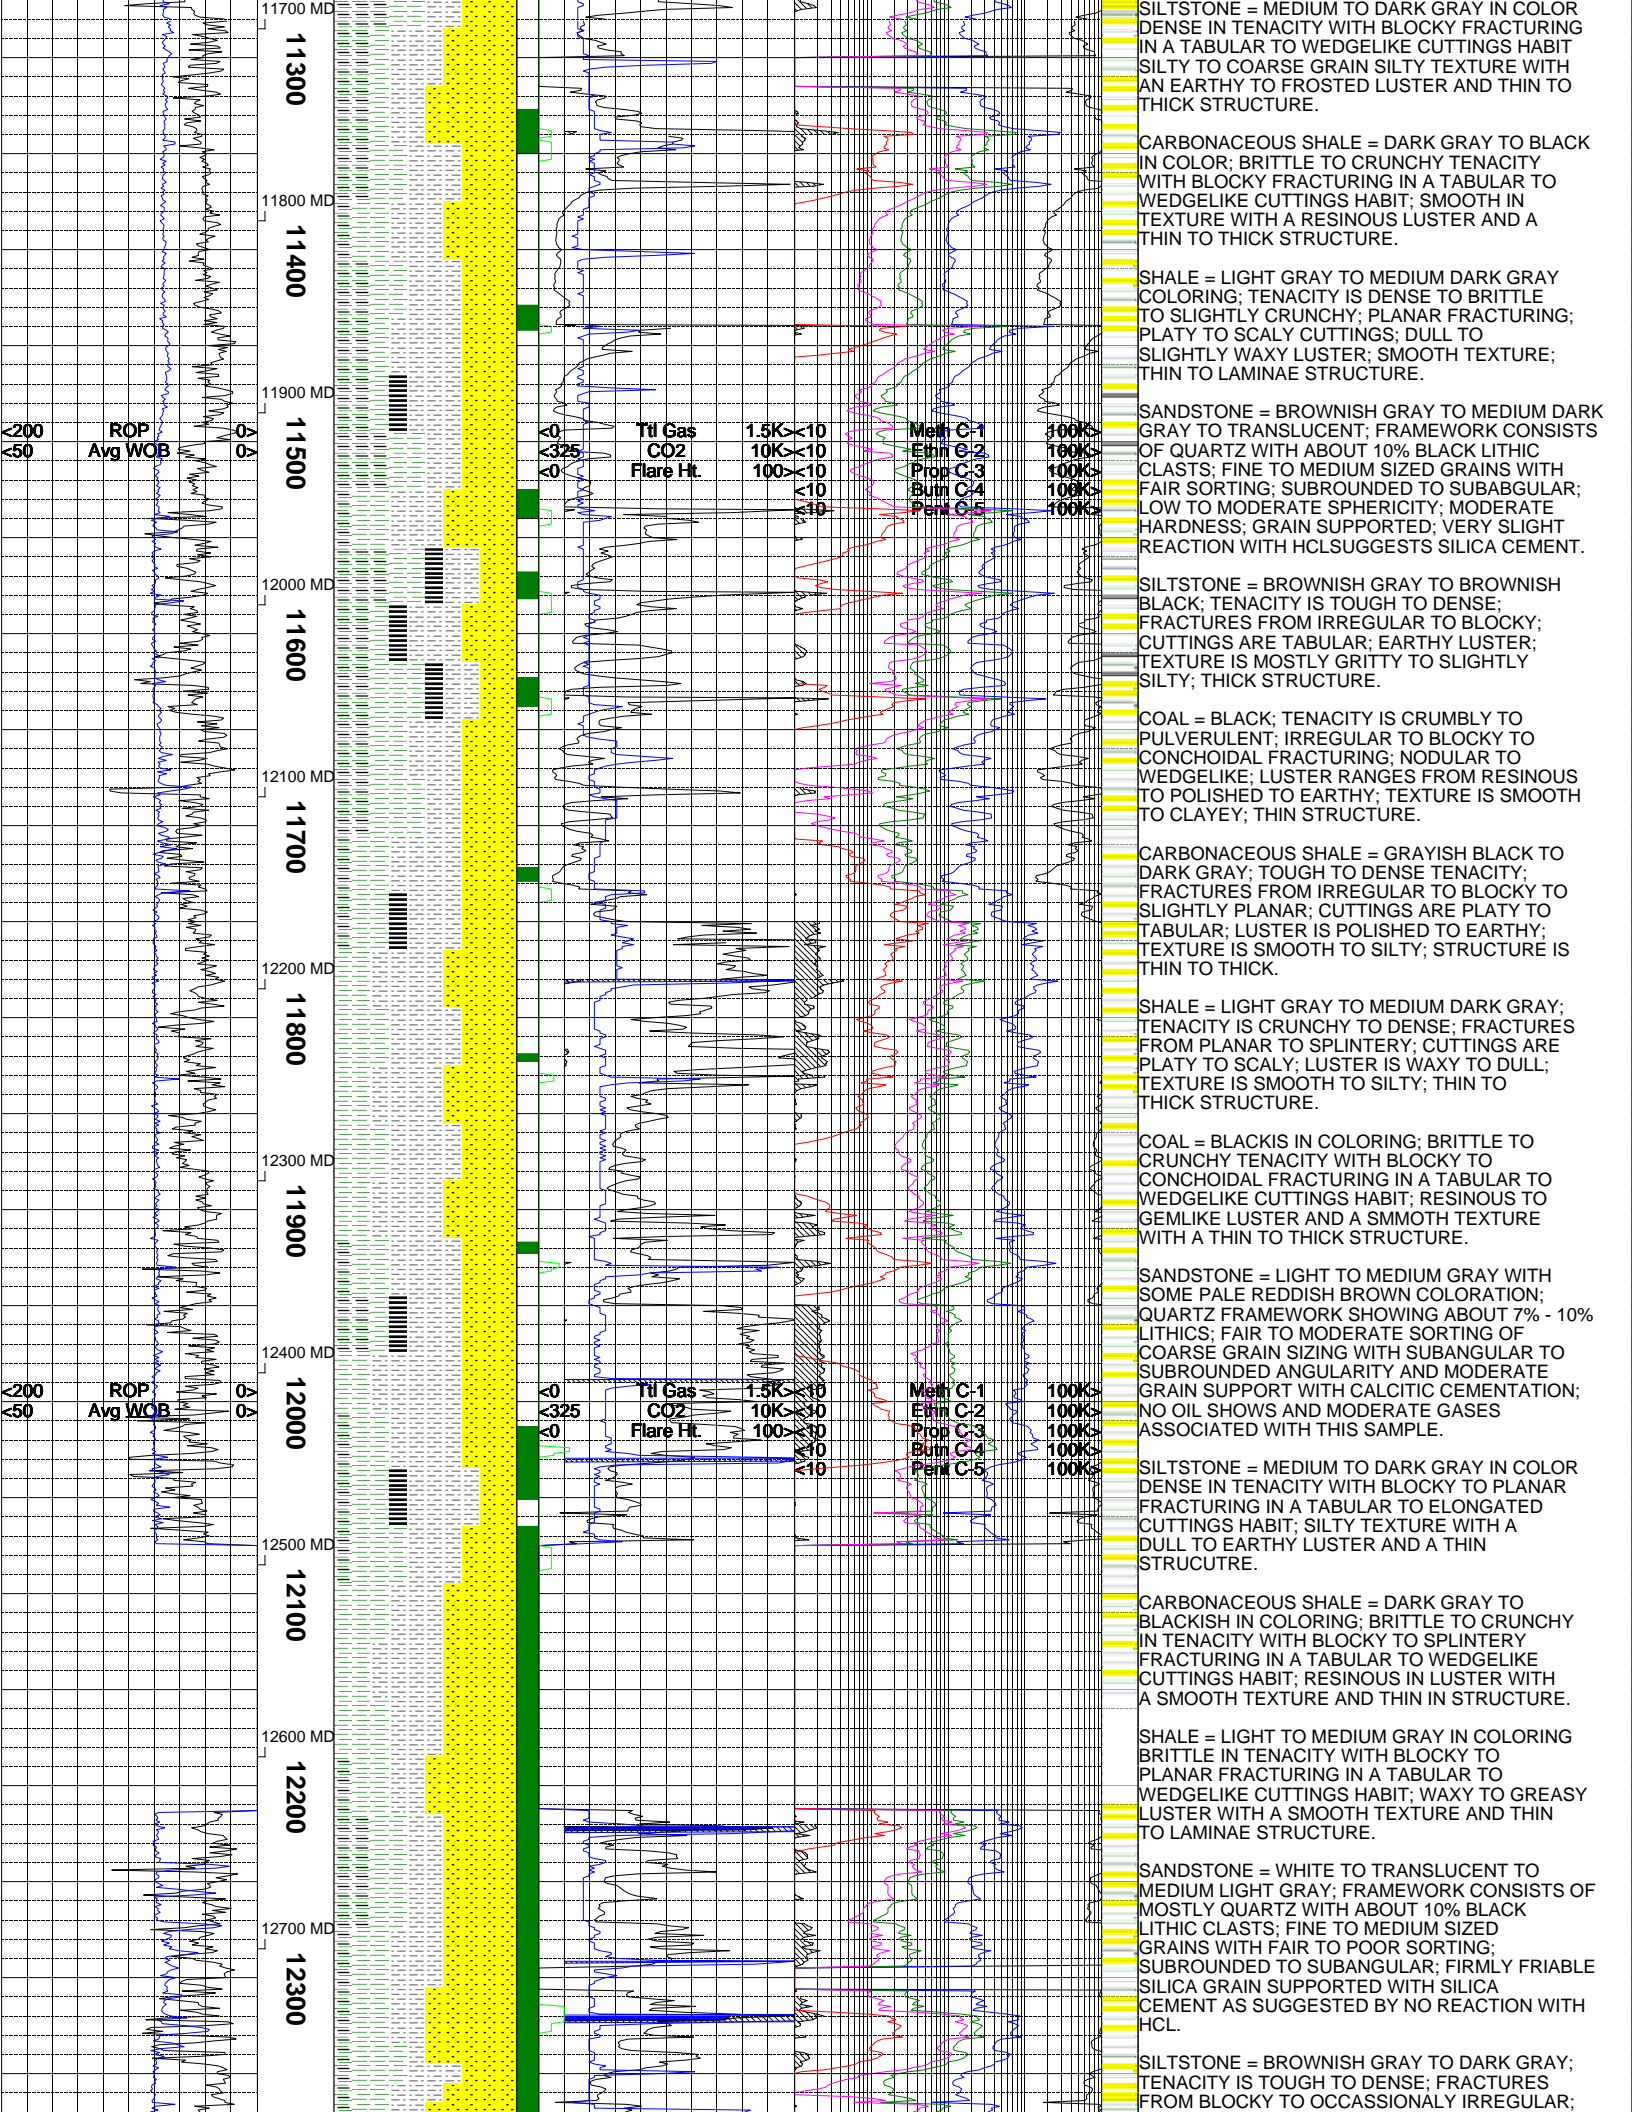 11700 MD
11300
11800 MD
11400
11900 MD
<200 ROP 0>
<50 Avg WOB 0>
11500
12000 MD
11600
12100 MD
11700
12200 MD
11800
12300 MD
11900
12400 MD
<200 ROP 0>
<50 Avg WOB 0>
12000
12500 MD
12100
12600 MD
12200
12700 MD
12300
<0 Ttl Gas 1.5K>
<325 CO2 10K>
<0 Flare Ht. 100>
<10 Meth C-1 100K>
<10 Ethn C-2 100K>
<10 Prop C-3 100K>
<10 Butn C-4 100K>
<10 Pent C-5 100K>
<0 Ttl Gas 1.5K>
<325 CO2 10K>
<0 Flare Ht. 100>
<10 Meth C-1 100K>
<10 Ethn C-2 100K>
<10 Prop C-3 100K>
<10 Butn C-4 100K>
<10 Pent C-5 100K>
SILTSTONE = MEDIUM TO DARK GRAY IN COLOR
DENSE IN TENACITY WITH BLOCKY FRACTURING
IN A TABULAR TO WEDGELIKE CUTTINGS HABIT
SILTY TO COARSE GRAIN SILTY TEXTURE WITH
AN EARTHY TO FROSTED LUSTER AND THIN TO
THICK STRUCTURE.
CARBONACEOUS SHALE = DARK GRAY TO BLACK
IN COLOR; BRITTLE TO CRUNCHY TENACITY
WITH BLOCKY FRACTURING IN A TABULAR TO
WEDGELIKE CUTTINGS HABIT; SMOOTH IN
TEXTURE WITH A RESINOUS LUSTER AND A
THIN TO THICK STRUCTURE.
SHALE = LIGHT GRAY TO MEDIUM DARK GRAY
COLORING; TENACITY IS DENSE TO BRITTLE
TO SLIGHTLY CRUNCHY; PLANAR FRACTURING;
PLATY TO SCALY CUTTINGS; DULL TO
SLIGHTLY WAXY LUSTER; SMOOTH TEXTURE;
THIN TO LAMINAE STRUCTURE.
SANDSTONE = BROWNISH GRAY TO MEDIUM DARK
GRAY TO TRANSLUCENT; FRAMEWORK CONSISTS
OF QUARTZ WITH ABOUT 10% BLACK LITHIC
CLASTS; FINE TO MEDIUM SIZED GRAINS WITH
FAIR SORTING; SUBROUNDED TO SUBABGULAR;
LOW TO MODERATE SPHERICITY; MODERATE
HARDNESS; GRAIN SUPPORTED; VERY SLIGHT
REACTION WITH HCLSUGGESTS SILICA CEMENT.
SILTSTONE = BROWNISH GRAY TO BROWNISH
BLACK; TENACITY IS TOUGH TO DENSE;
FRACTURES FROM IRREGULAR TO BLOCKY;
CUTTINGS ARE TABULAR; EARTHY LUSTER;
TEXTURE IS MOSTLY GRITTY TO SLIGHTLY
SILTY; THICK STRUCTURE.
COAL = BLACK; TENACITY IS CRUMBLY TO
PULVERULENT; IRREGULAR TO BLOCKY TO
CONCHOIDAL FRACTURING; NODULAR TO
WEDGELIKE; LUSTER RANGES FROM RESINOUS
TO POLISHED TO EARTHY; TEXTURE IS SMOOTH
TO CLAYEY; THIN STRUCTURE.
CARBONACEOUS SHALE = GRAYISH BLACK TO
DARK GRAY; TOUGH TO DENSE TENACITY;
FRACTURES FROM IRREGULAR TO BLOCKY TO
SLIGHTLY PLANAR; CUTTINGS ARE PLATY TO
TABULAR; LUSTER IS POLISHED TO EARTHY;
TEXTURE IS SMOOTH TO SILTY; STRUCTURE IS
THIN TO THICK.
SHALE = LIGHT GRAY TO MEDIUM DARK GRAY;
TENACITY IS CRUNCHY TO DENSE; FRACTURES
FROM PLANAR TO SPLINTERY; CUTTINGS ARE
PLATY TO SCALY; LUSTER IS WAXY TO DULL;
TEXTURE IS SMOOTH TO SILTY; THIN TO
THICK STRUCTURE.
COAL = BLACKIS IN COLORING; BRITTLE TO
CRUNCHY TENACITY WITH BLOCKY TO
CONCHOIDAL FRACTURING IN A TABULAR TO
WEDGELIKE CUTTINGS HABIT; RESINOUS TO
GEMLIKE LUSTER AND A SMMOTH TEXTURE
WITH A THIN TO THICK STRUCTURE.
SANDSTONE = LIGHT TO MEDIUM GRAY WITH
SOME PALE REDDISH BROWN COLORATION;
QUARTZ FRAMEWORK SHOWING ABOUT 7% - 10%
LITHICS; FAIR TO MODERATE SORTING OF
COARSE GRAIN SIZING WITH SUBANGULAR TO
SUBROUNDED ANGULARITY AND MODERATE
GRAIN SUPPORT WITH CALCITIC CEMENTATION;
NO OIL SHOWS AND MODERATE GASES
ASSOCIATED WITH THIS SAMPLE.
SILTSTONE = MEDIUM TO DARK GRAY IN COLOR
DENSE IN TENACITY WITH BLOCKY TO PLANAR
FRACTURING IN A TABULAR TO ELONGATED
CUTTINGS HABIT; SILTY TEXTURE WITH A
DULL TO EARTHY LUSTER AND A THIN
STRUCUTRE.
CARBONACEOUS SHALE = DARK GRAY TO
BLACKISH IN COLORING; BRITTLE TO CRUNCHY
IN TENACITY WITH BLOCKY TO SPLINTERY
FRACTURING IN A TABULAR TO WEDGELIKE
CUTTINGS HABIT; RESINOUS IN LUSTER WITH
A SMOOTH TEXTURE AND THIN IN STRUCTURE.
SHALE = LIGHT TO MEDIUM GRAY IN COLORING
BRITTLE IN TENACITY WITH BLOCKY TO
PLANAR FRACTURING IN A TABULAR TO
WEDGELIKE CUTTINGS HABIT; WAXY TO GREASY
LUSTER WITH A SMOOTH TEXTURE AND THIN
TO LAMINAE STRUCTURE.
SANDSTONE = WHITE TO TRANSLUCENT TO
MEDIUM LIGHT GRAY; FRAMEWORK CONSISTS OF
MOSTLY QUARTZ WITH ABOUT 10% BLACK
LITHIC CLASTS; FINE TO MEDIUM SIZED
GRAINS WITH FAIR TO POOR SORTING;
SUBROUNDED TO SUBANGULAR; FIRMLY FRIABLE
SILICA GRAIN SUPPORTED WITH SILICA
CEMENT AS SUGGESTED BY NO REACTION WITH
HCL.
SILTSTONE = BROWNISH GRAY TO DARK GRAY;
TENACITY IS TOUGH TO DENSE; FRACTURES
FROM BLOCKY TO OCCASSIONALY IRREGULAR;